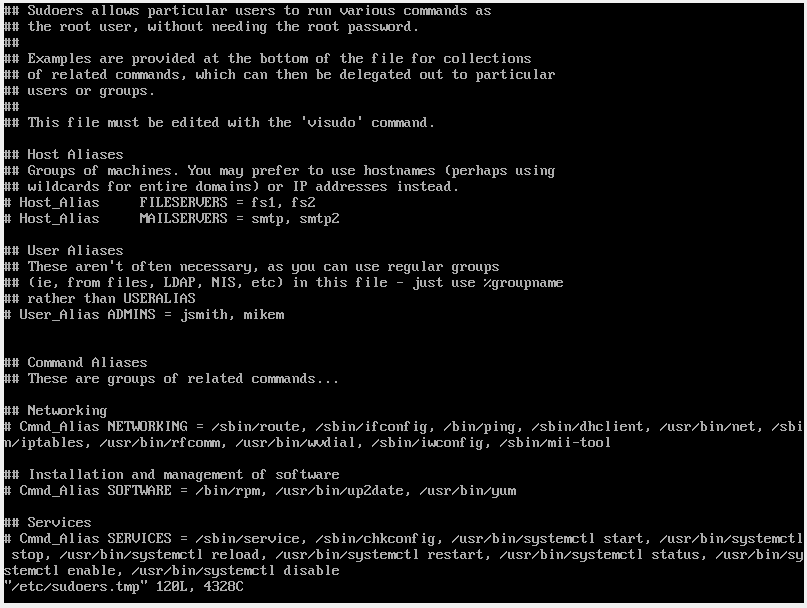 ## Sudoers allows particular users to run various commands as
## the root user, without needing the root password.
##
## Examples are provided at the bottom of the file for collections
## of related commands, which can then be delegated out to particular
## users or groups.
##
## This file must be edited with the 'visudo' command.

## Host Aliases
## Groups of machines. You may prefer to use hostnames (perhaps using
## wildcards for entire domains) or IP addresses instead.
# Host_Alias     FILESERVERS = fs1, fs2
# Host_Alias     MAILSERVERS = smtp, smtp2

## User Aliases
## These aren't often necessary, as you can use regular groups
## (ie, from files, LDAP, NIS, etc) in this file - just use %groupname
## rather than USERALIAS
# User_Alias ADMINS = jsmith, mikem


## Command Aliases
## These are groups of related commands...

## Networking
# Cmnd_Alias NETWORKING = /sbin/route, /sbin/ifconfig, /bin/ping, /sbin/dhclient, /usr/bin/net, /sbi
n/iptables, /usr/bin/rfcomm, /usr/bin/wvdial, /sbin/iwconfig, /sbin/mii-tool

## Installation and management of software
# Cmnd_Alias SOFTWARE = /bin/rpm, /usr/bin/up2date, /usr/bin/yum

## Services
# Cmnd_Alias SERVICES = /sbin/service, /sbin/chkconfig, /usr/bin/systemctl start, /usr/bin/systemctl
 stop, /usr/bin/systemctl reload, /usr/bin/systemctl restart, /usr/bin/systemctl status, /usr/bin/sy
stemctl enable, /usr/bin/systemctl disable
"/etc/sudoers.tmp" 120L, 4328C